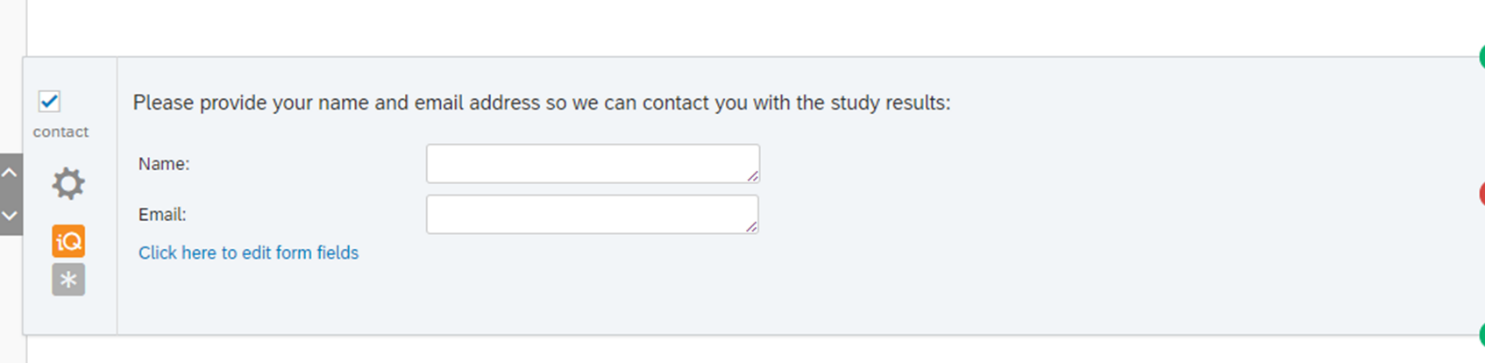 Please provide your name and email address so we can contact you with the study results:
contact
Name:
Email:
iQ
Click here to edit form fields